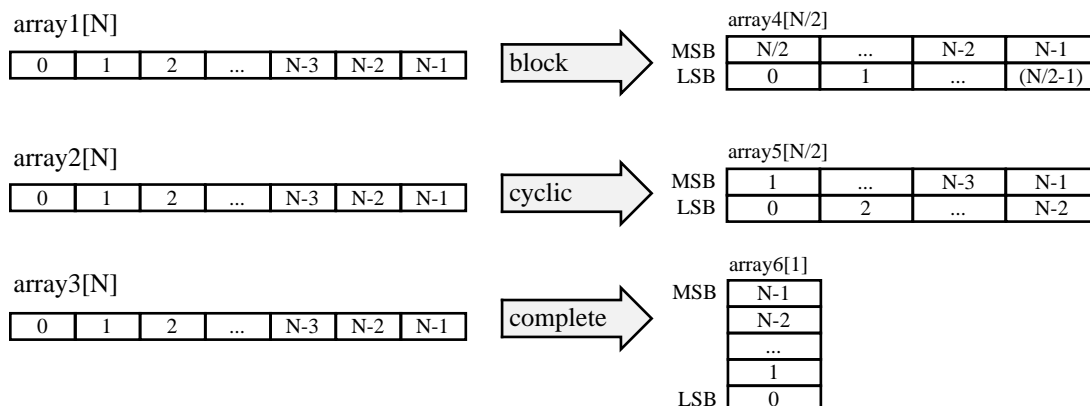 array1[N]
0 1 2 ... N-3 N-2 N-1
block
array4[N/2]
MSB N/2 ... N-2 N-1
LSB 0 1 ... (N/2-1)
array2[N]
0 1 2 ... N-3 N-2 N-1
cyclic
array5[N/2]
MSB 1 ... N-3 N-1
LSB 0 2 ... N-2
array3[N]
0 1 2 ... N-3 N-2 N-1
complete
array6[1]
MSB N-1
N-2
...
1
LSB 0